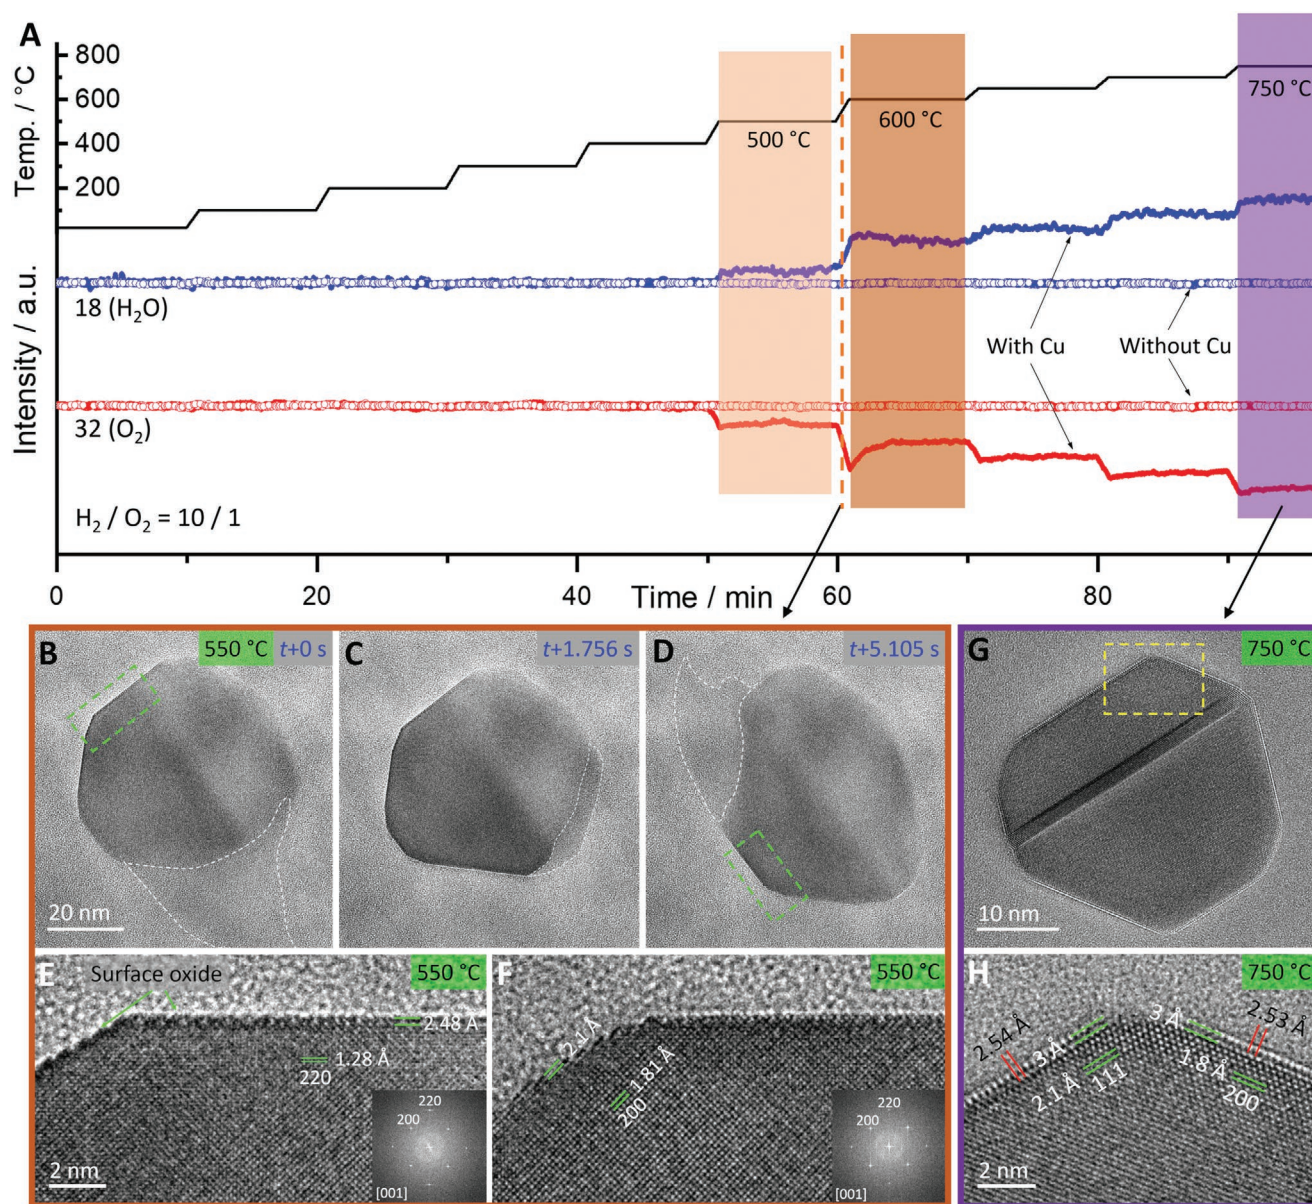 A
Temp. / °C
800
600
400
200
500 °C
600 °C
750 °C
Intensity / a.u.
18 (H₂O)
With Cu
Without Cu
32 (O₂)
H₂ / O₂ = 10 / 1
0
20
40
Time / min
60
80
B
550 °C
t+0 s
20 nm
C
t+1.756 s
D
t+5.105 s
G
750 °C
10 nm
E
Surface oxide
550 °C
2.48 Å
1.28 Å
220
2 nm
220
200
[001]
F
550 °C
2.1 Å
1.81Å
200
220
200
[001]
H
750 °C
2.54 Å
3 Å
2.1 Å
111
3 Å
2.53 Å
1.8 Å
200
2 nm